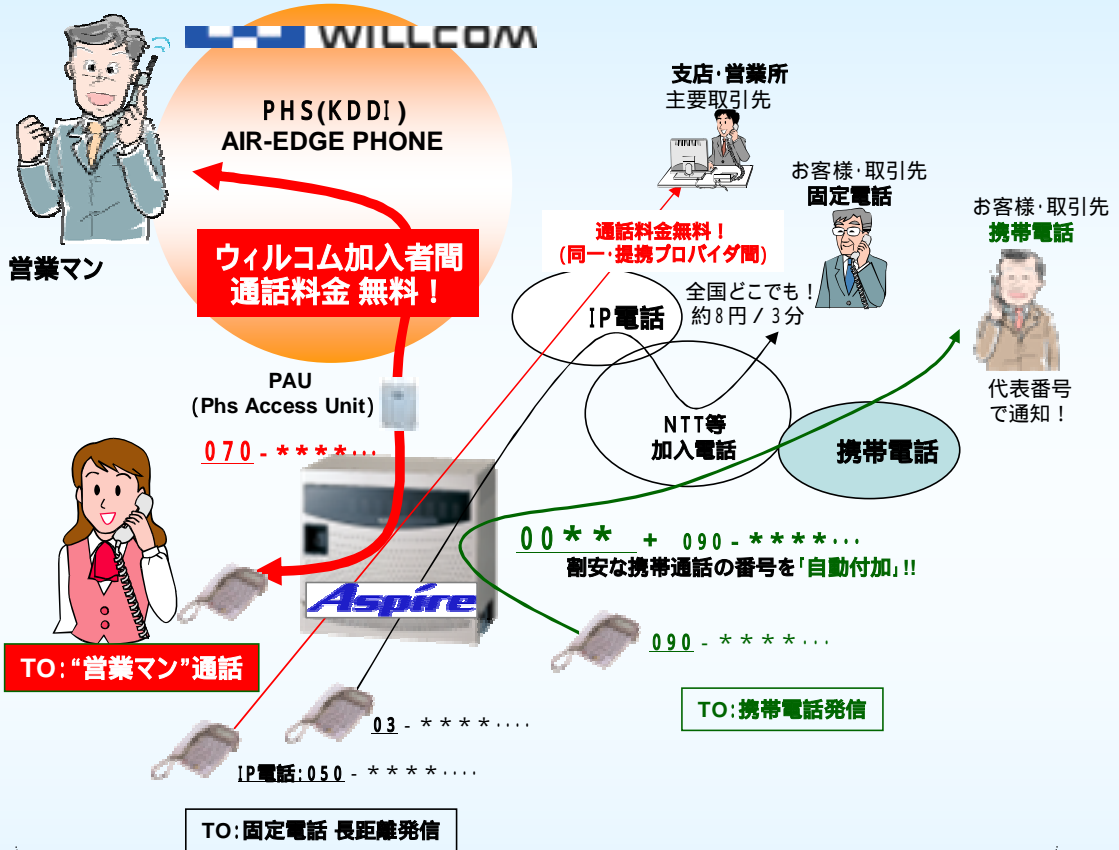 WILLCOM
PHS(KDDI)
AIR-EDGE PHONE
営業マン
ウィルコム加入者間
通話料金 無料！
支店・営業所
主要取引先
お客様・取引先
固定電話
お客様・取引先
携帯電話
通話料金無料！
(同一・提携プロバイダ間)
全国どこでも！
約8円 / 3分
IP電話
NTT等
加入電話
携帯電話
代表番号
で通知！
PAU
(Phs Access Unit)
070-****…
00** + 090-****…
割安な携帯通話の番号を「自動付加」!!
Aspire
TO:“営業マン”通話
090 - ****…
TO:携帯電話発信
03 - ****‥‥
IP電話:050 - ****‥‥
TO:固定電話 長距離発信